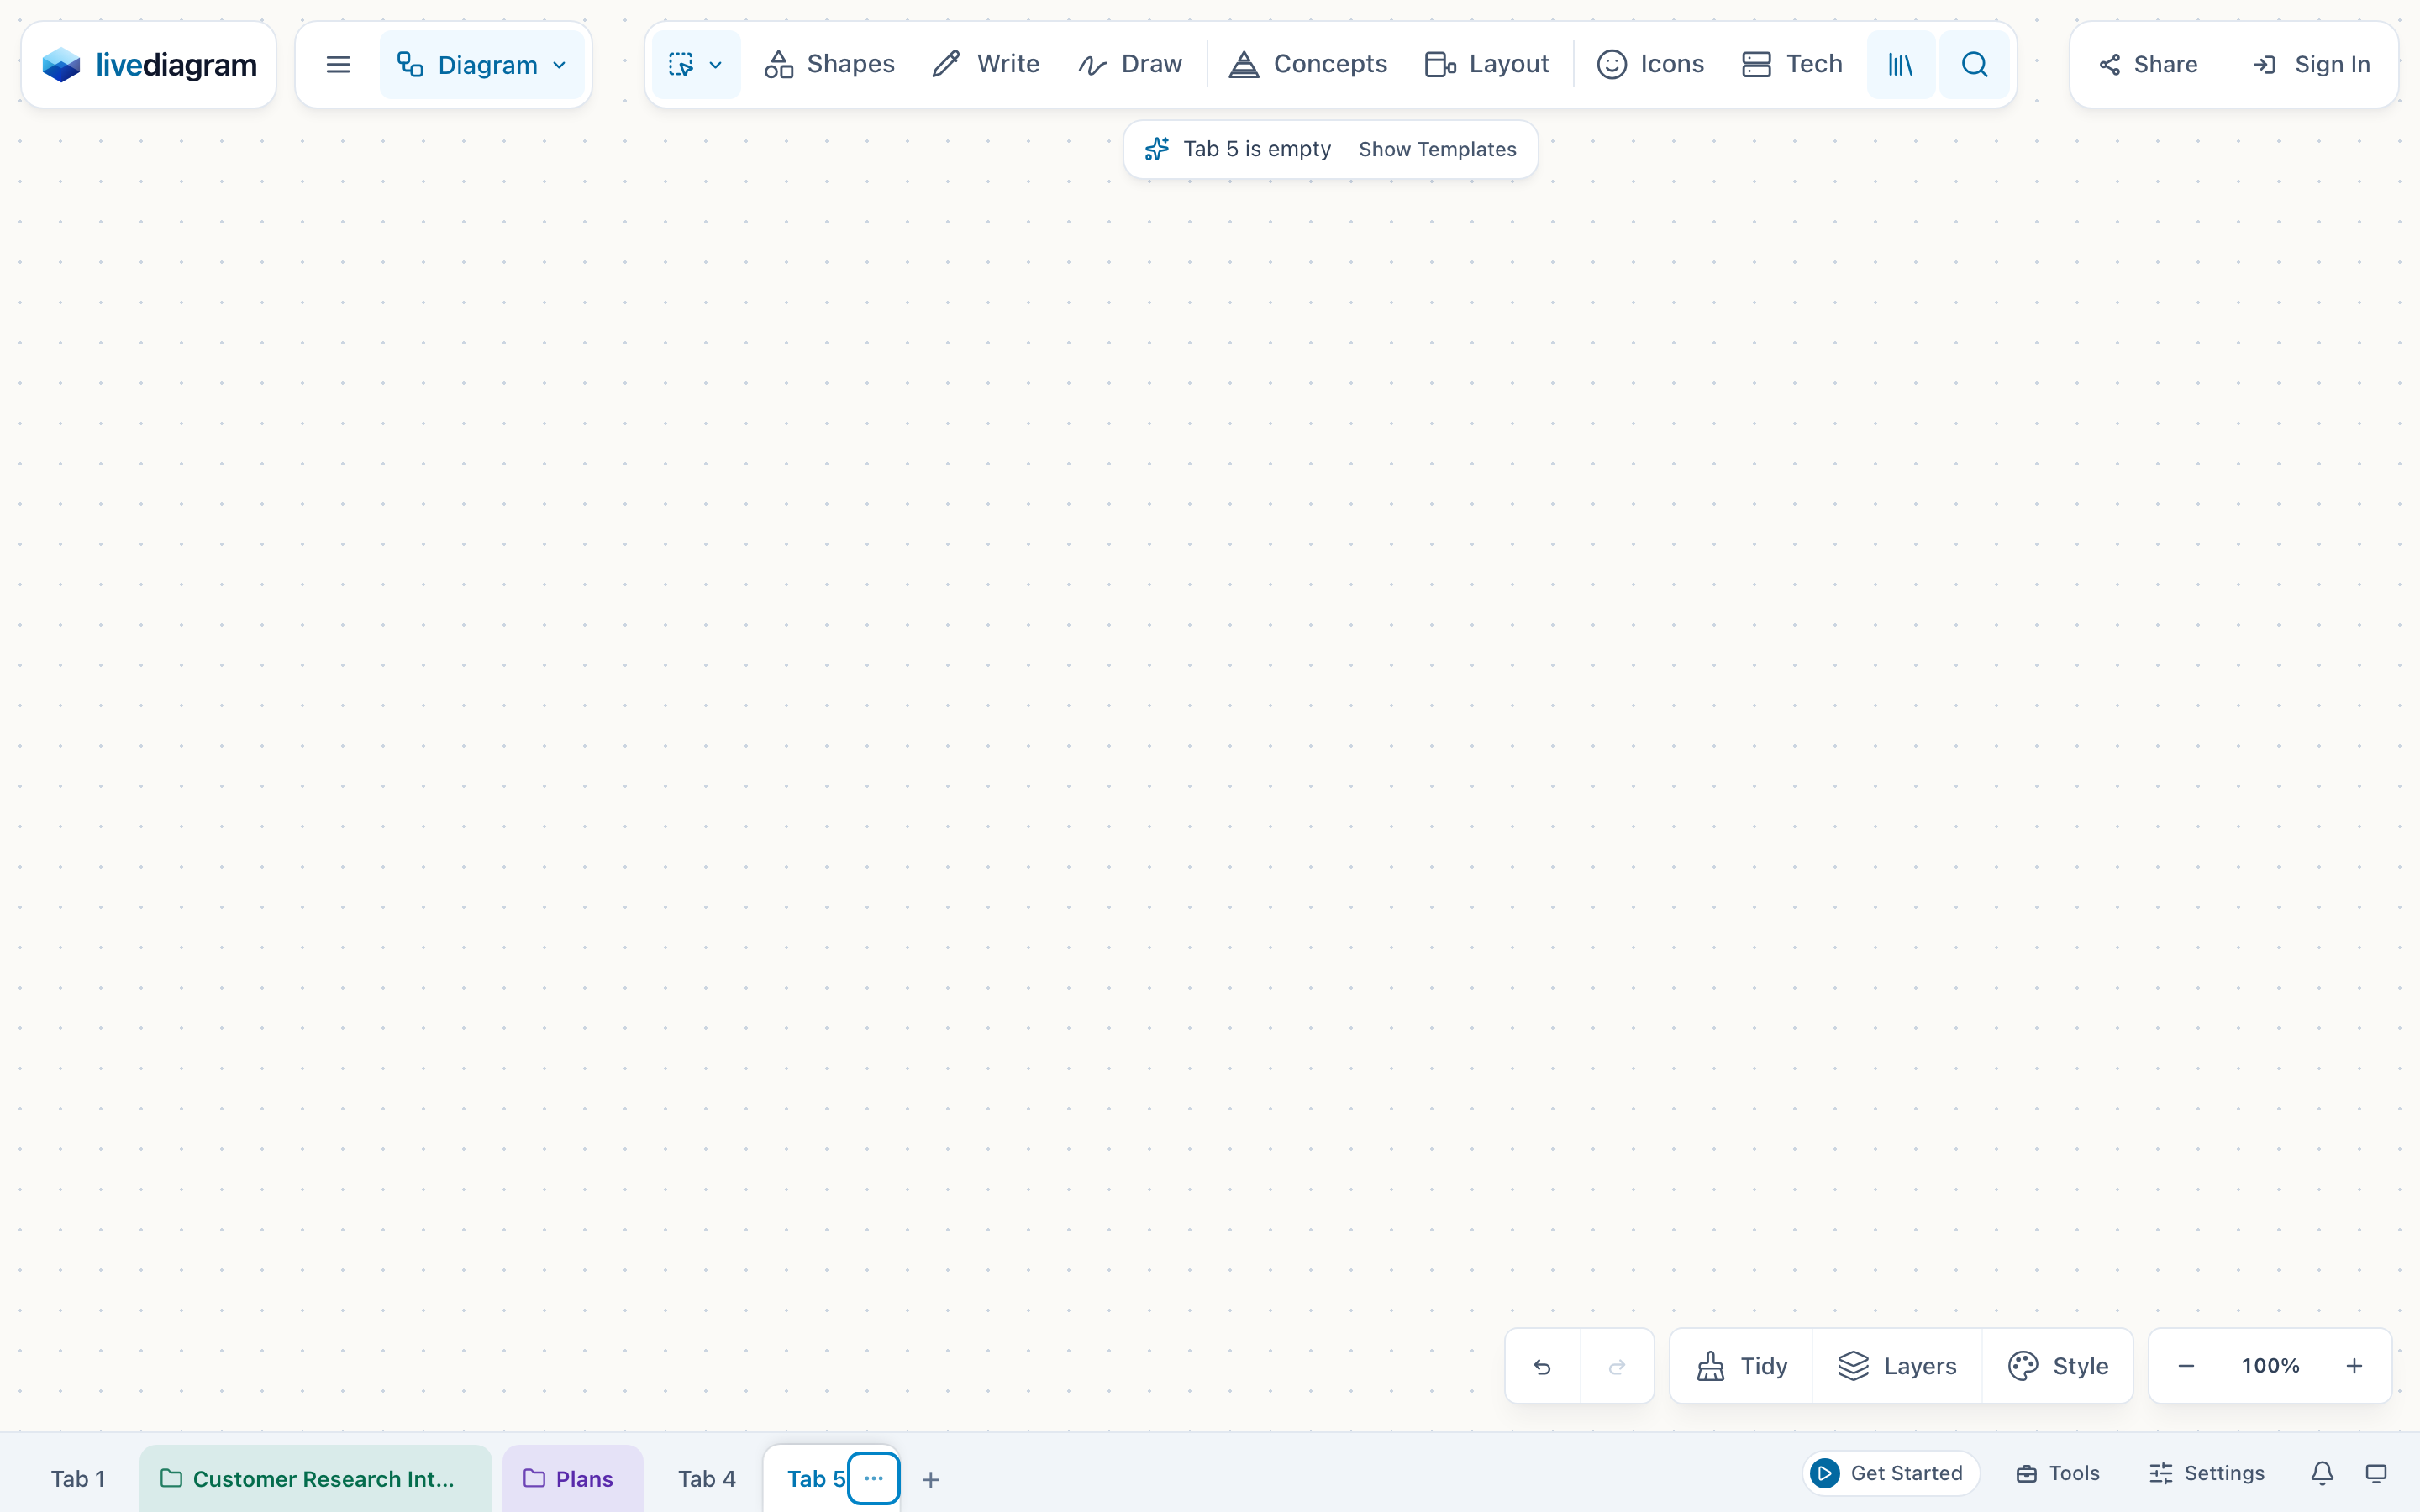 livediagram
Diagram
Shapes
Write
Draw
Concepts
Layout
Icons
Tech
Share
Sign In
Tab 5 is empty
Show Templates
Tidy
Layers
Style
100%
Tab 1
Customer Research Int...
Plans
Tab 4
Tab 5
Get Started
Tools
Settings